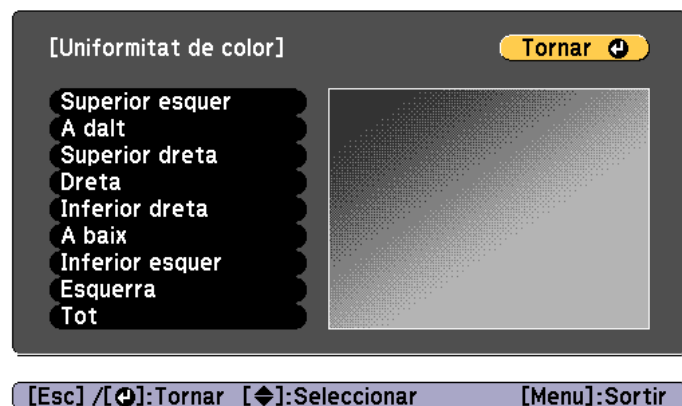 [Uniformitat de color]
Tornar
Superior esquer
A dalt
Superior dreta
Dreta
Inferior dreta
A baix
Inferior esquer
Esquerra
Tot
[Esc] /[⏎]:Tornar [◆]:Seleccionar [Menu]:Sortir